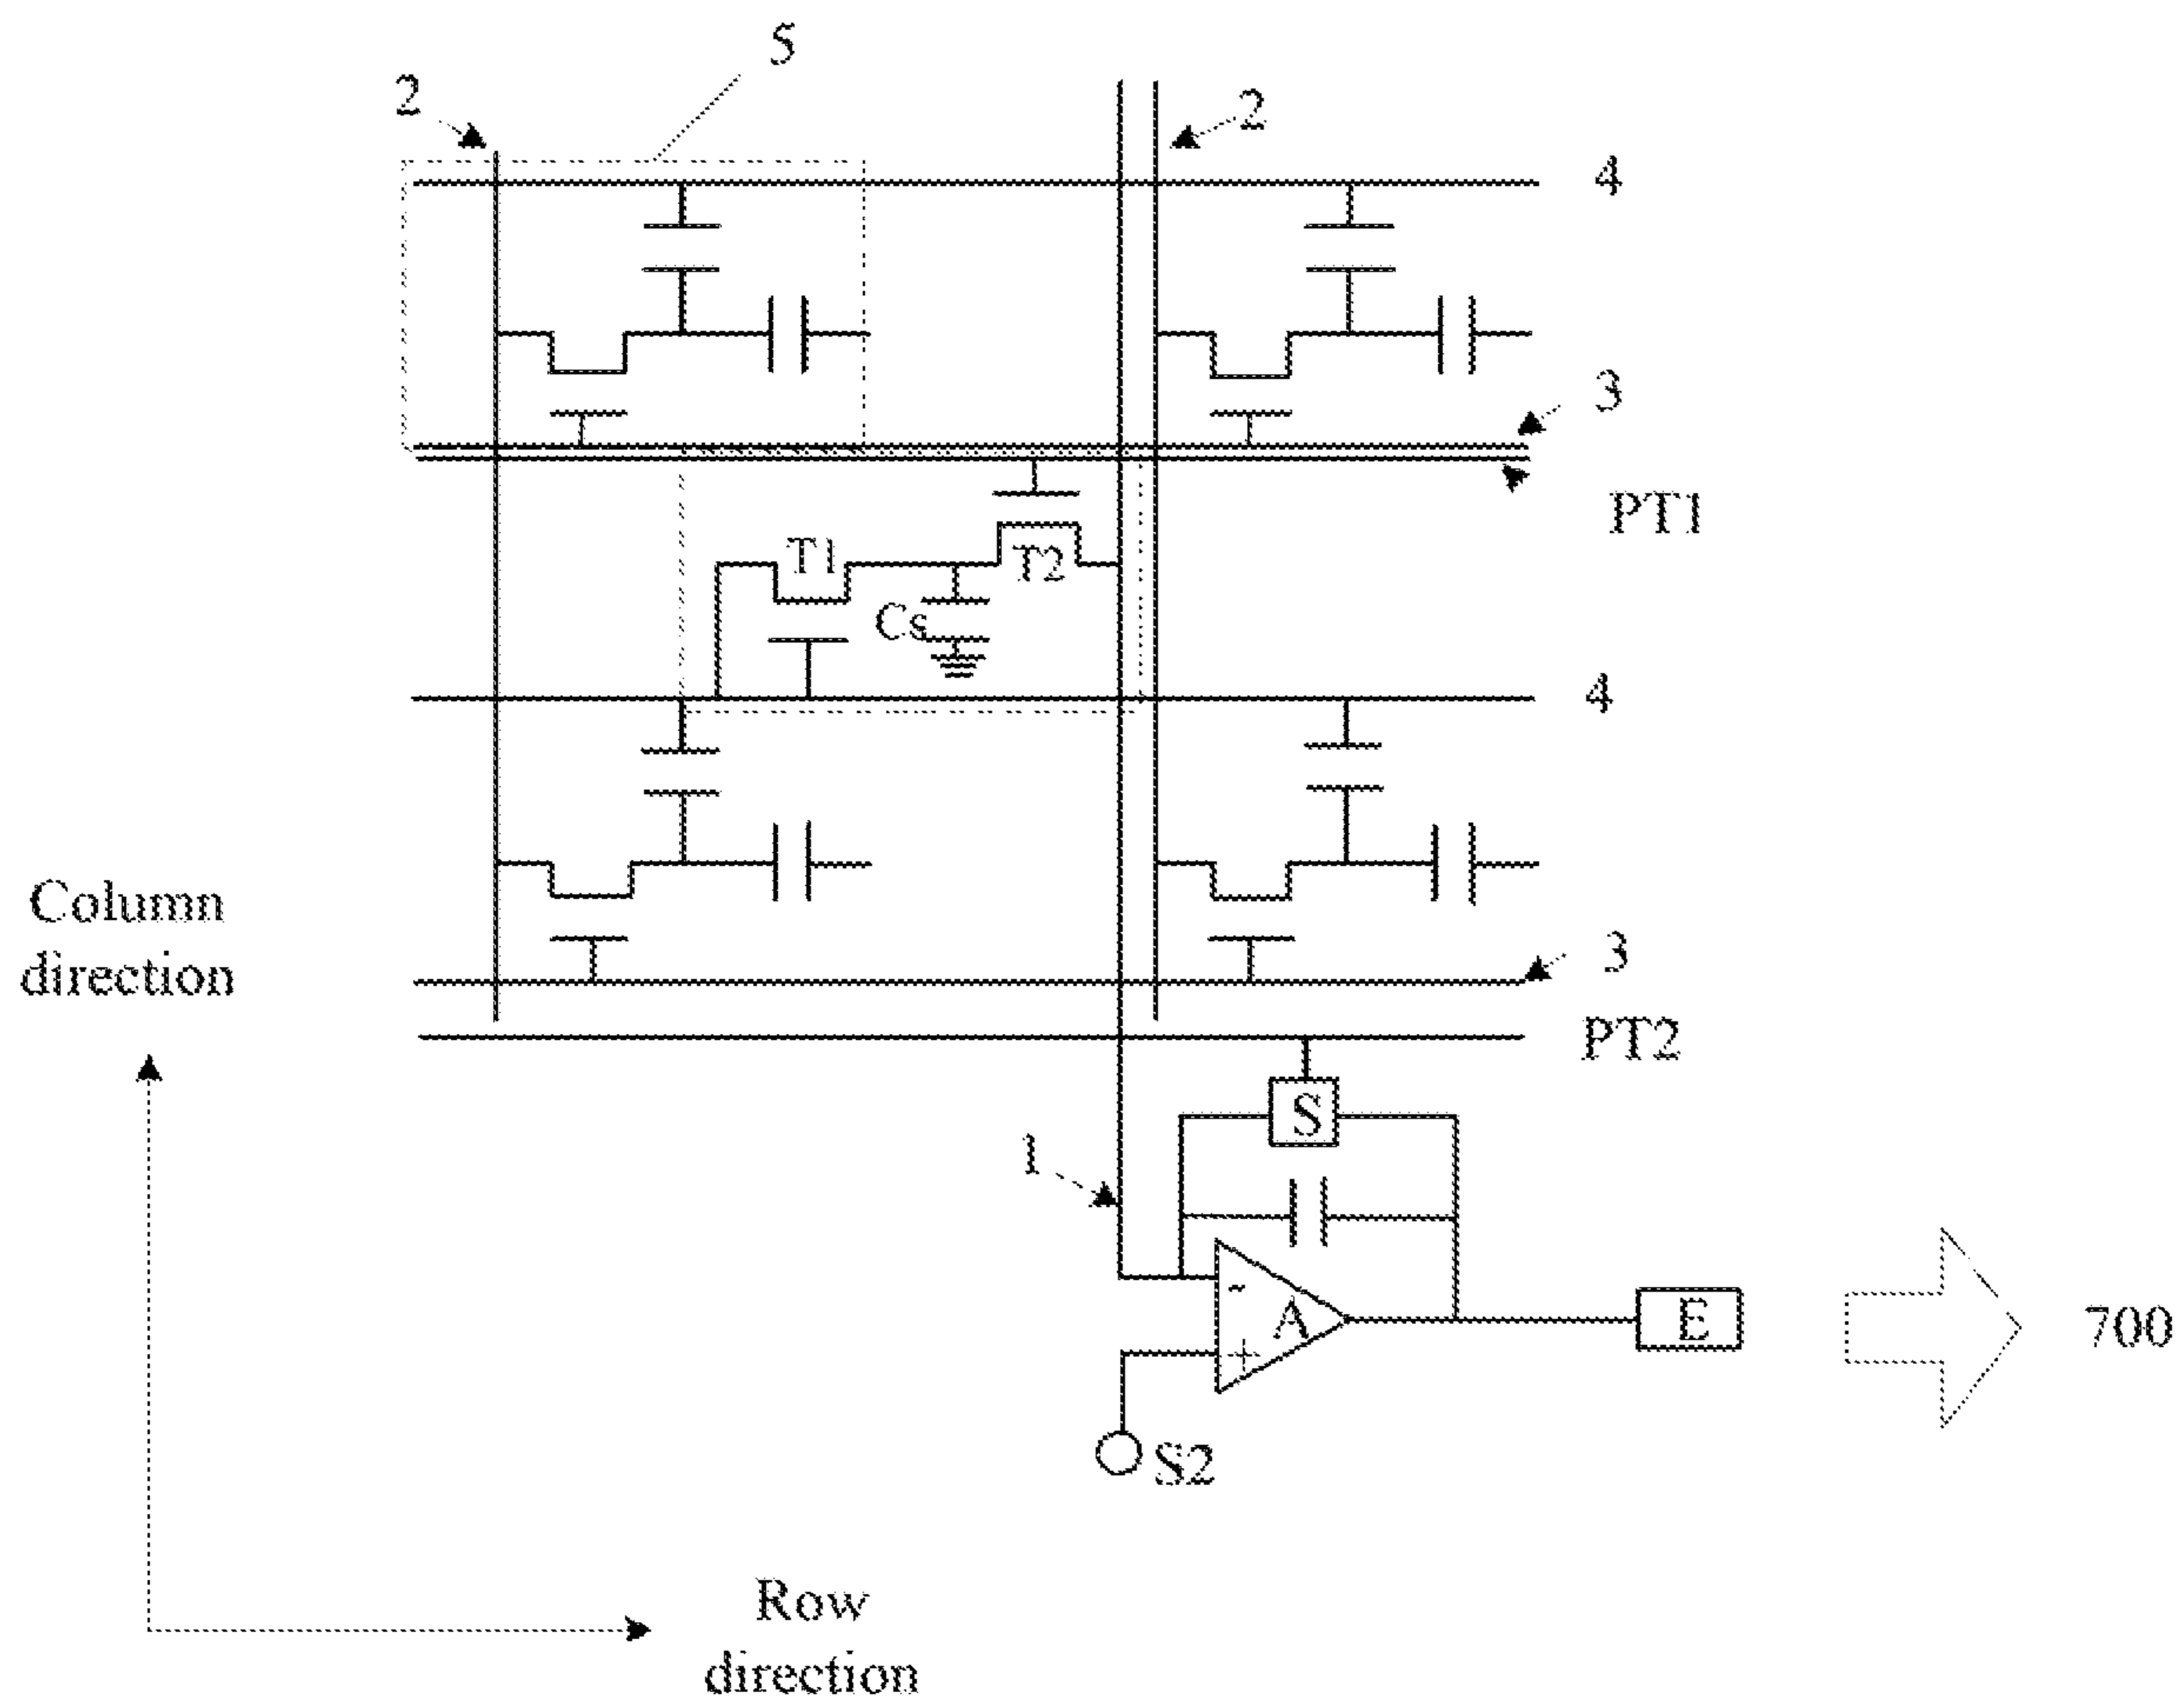 5
2
2
4
3
PT1
T1
T2
Cs
4
Column
direction
3
PT2
S
1
-
A
E
700
+
S2
Row
direction